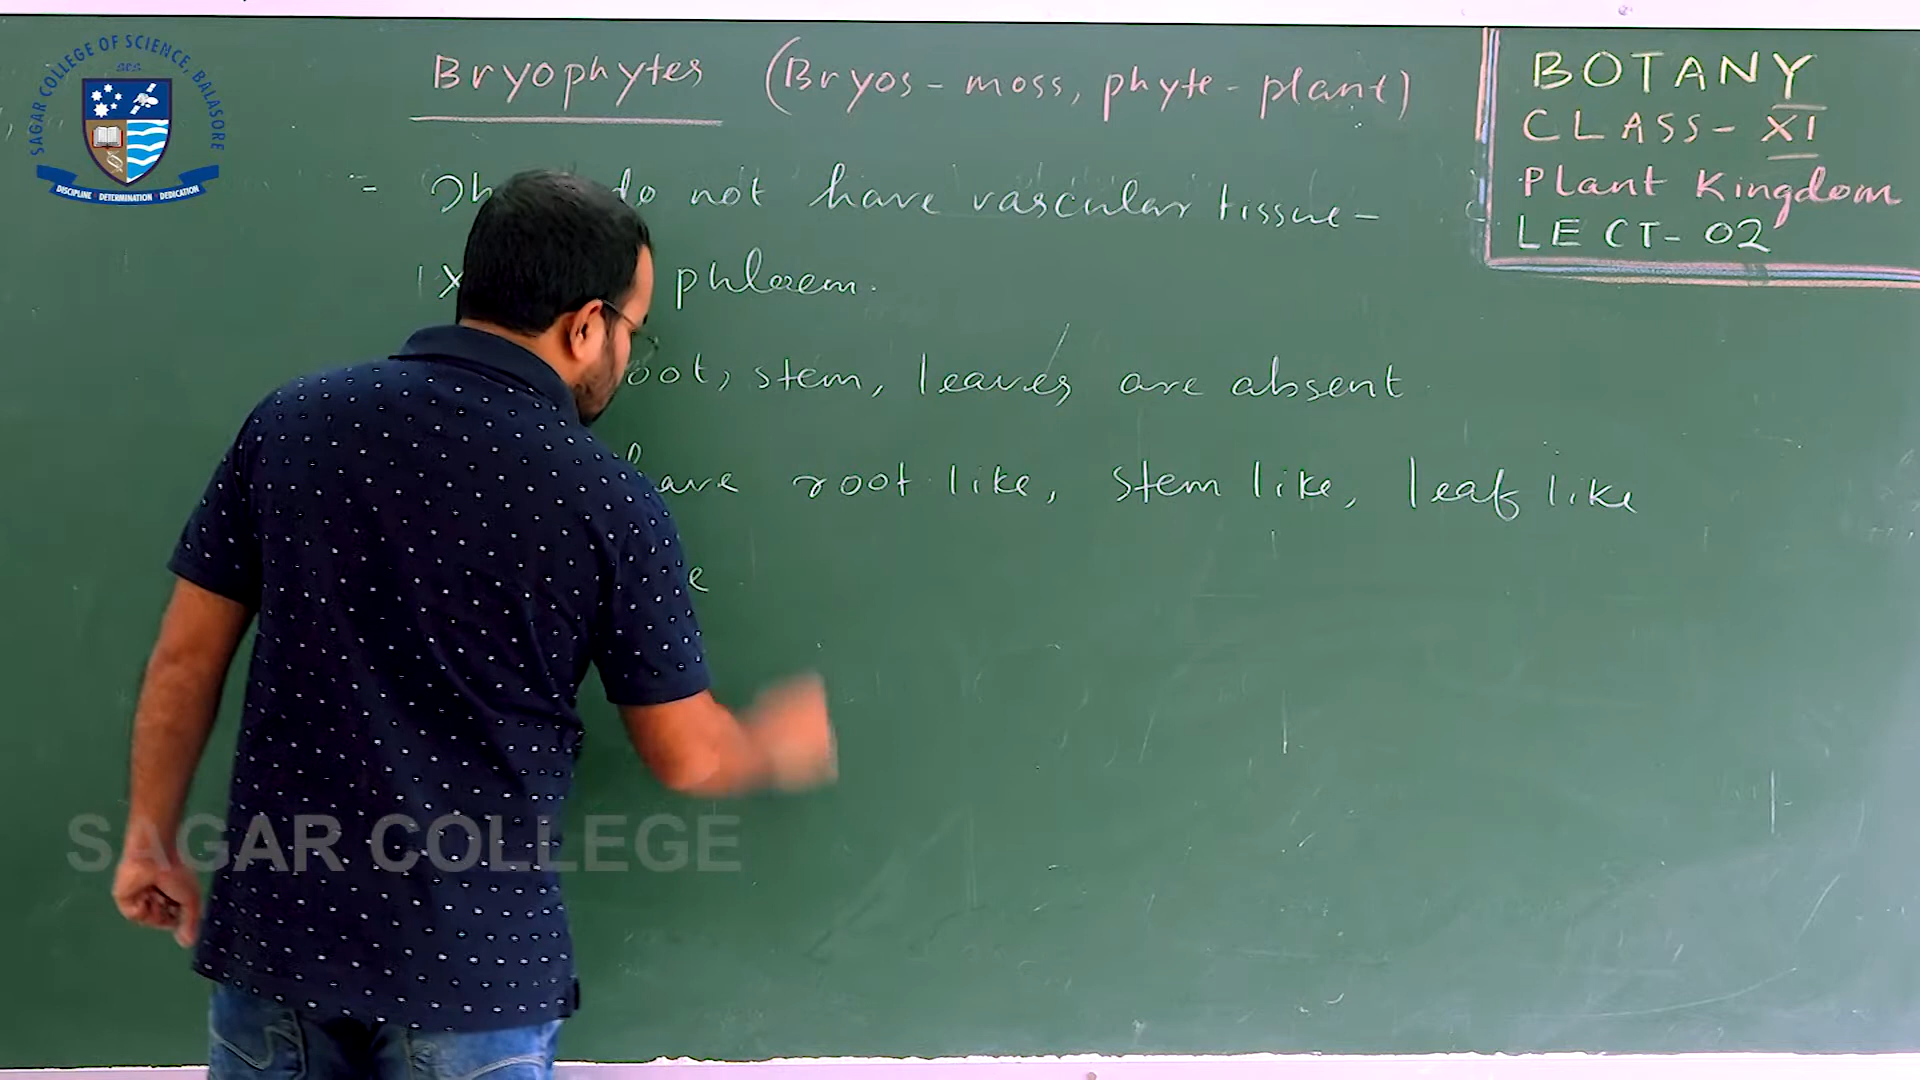 SAGAR COLLEGE OF SCIENCE, BALASORE
SCS
DISCIPLINE DETERMINATION DEDICATION
Bryophytes (Bryos - moss, phyte - plant)
BOTANY
CLASS - XI
Plant Kingdom
LECT - 02
- do not have vascular tissue -
phloem.
stem, leaves are absent
root like, stem like, leaf like
SAGAR COLLEGE